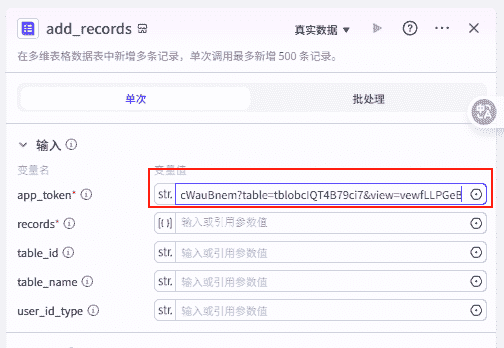 add_records
真实数据
在多维表格数据表中新增多条记录，单次调用最多新增 500 条记录。
单次
批处理
输入
变量名
变量值
app_token*
str. cWauBnem?table=tblobcIQT4B79ci7&view=vewfLLPGeB
records*
[{ }] 输入或引用参数值
table_id
str. 输入或引用参数值
table_name
str. 输入或引用参数值
user_id_type
str. 输入或引用参数值